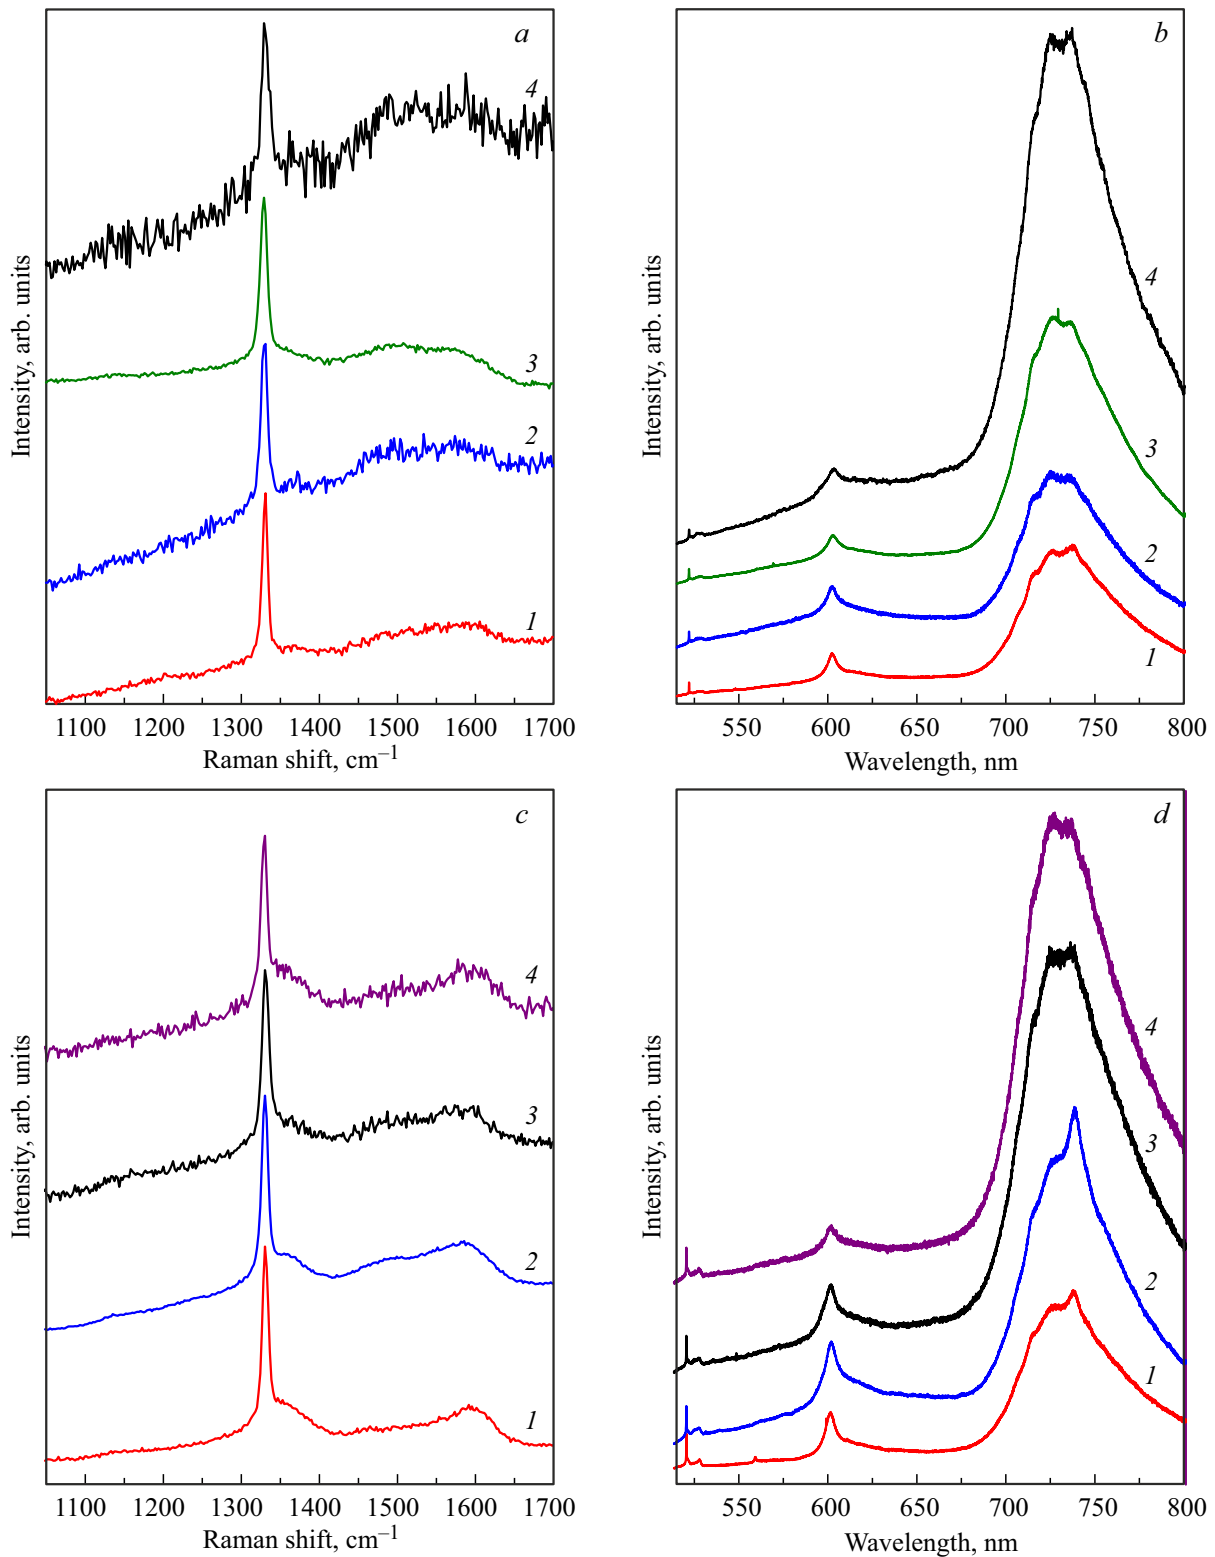 a
4
3
2
1
Intensity, arb. units
1100 1200 1300 1400 1500 1600 1700
Raman shift, cm–1
b
4
3
2
1
Intensity, arb. units
550 600 650 700 750 800
Wavelength, nm
c
4
3
2
1
Intensity, arb. units
1100 1200 1300 1400 1500 1600 1700
Raman shift, cm–1
d
4
3
2
1
Intensity, arb. units
550 600 650 700 750 800
Wavelength, nm